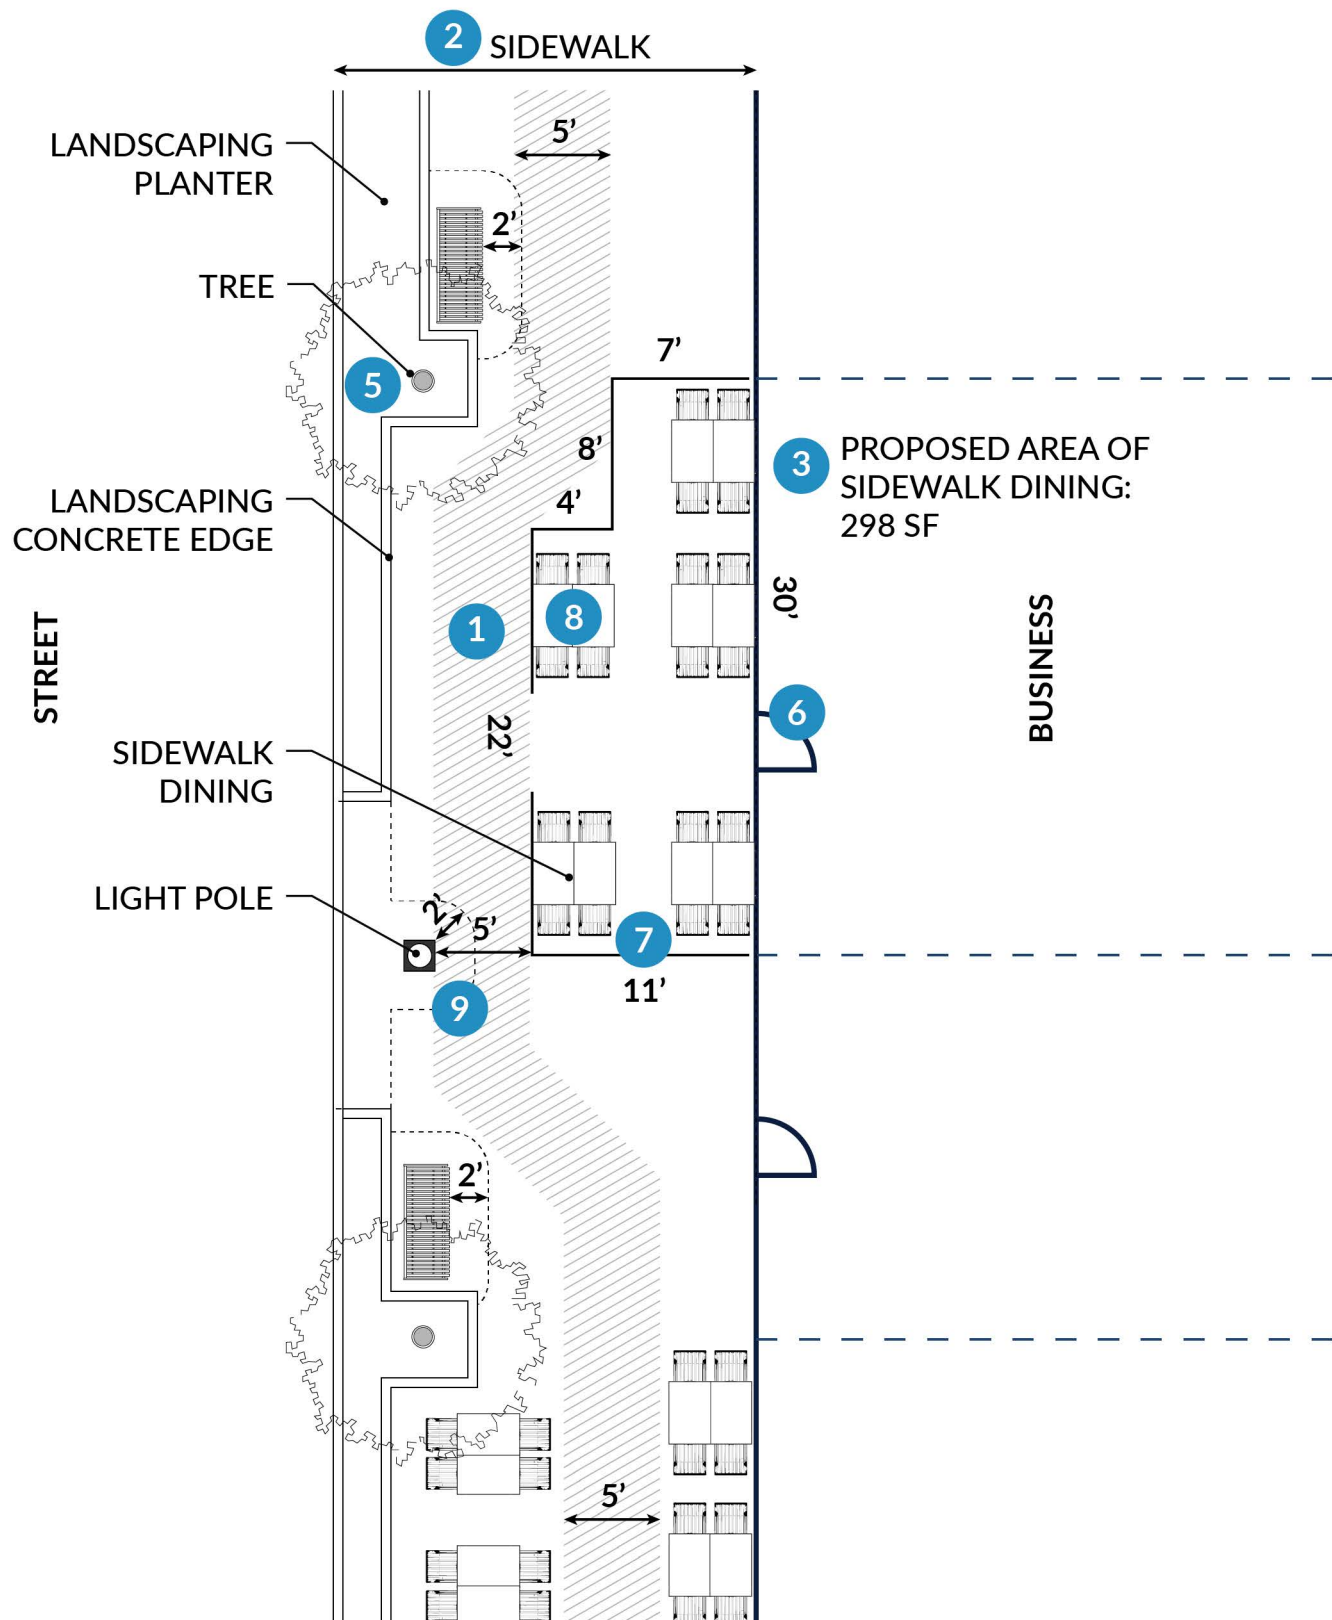 2 SIDEWALK
5’
LANDSCAPING
PLANTER
2’
TREE
7’
5
PROPOSED AREA OF
3 SIDEWALK DINING:
298 SF
8’
4’
LANDSCAPING
CONCRETE EDGE
30’
8
1
STREET
BUSINESS
6
22’
SIDEWALK
DINING
LIGHT POLE
2’
5’
7
11’
9
2’
5’